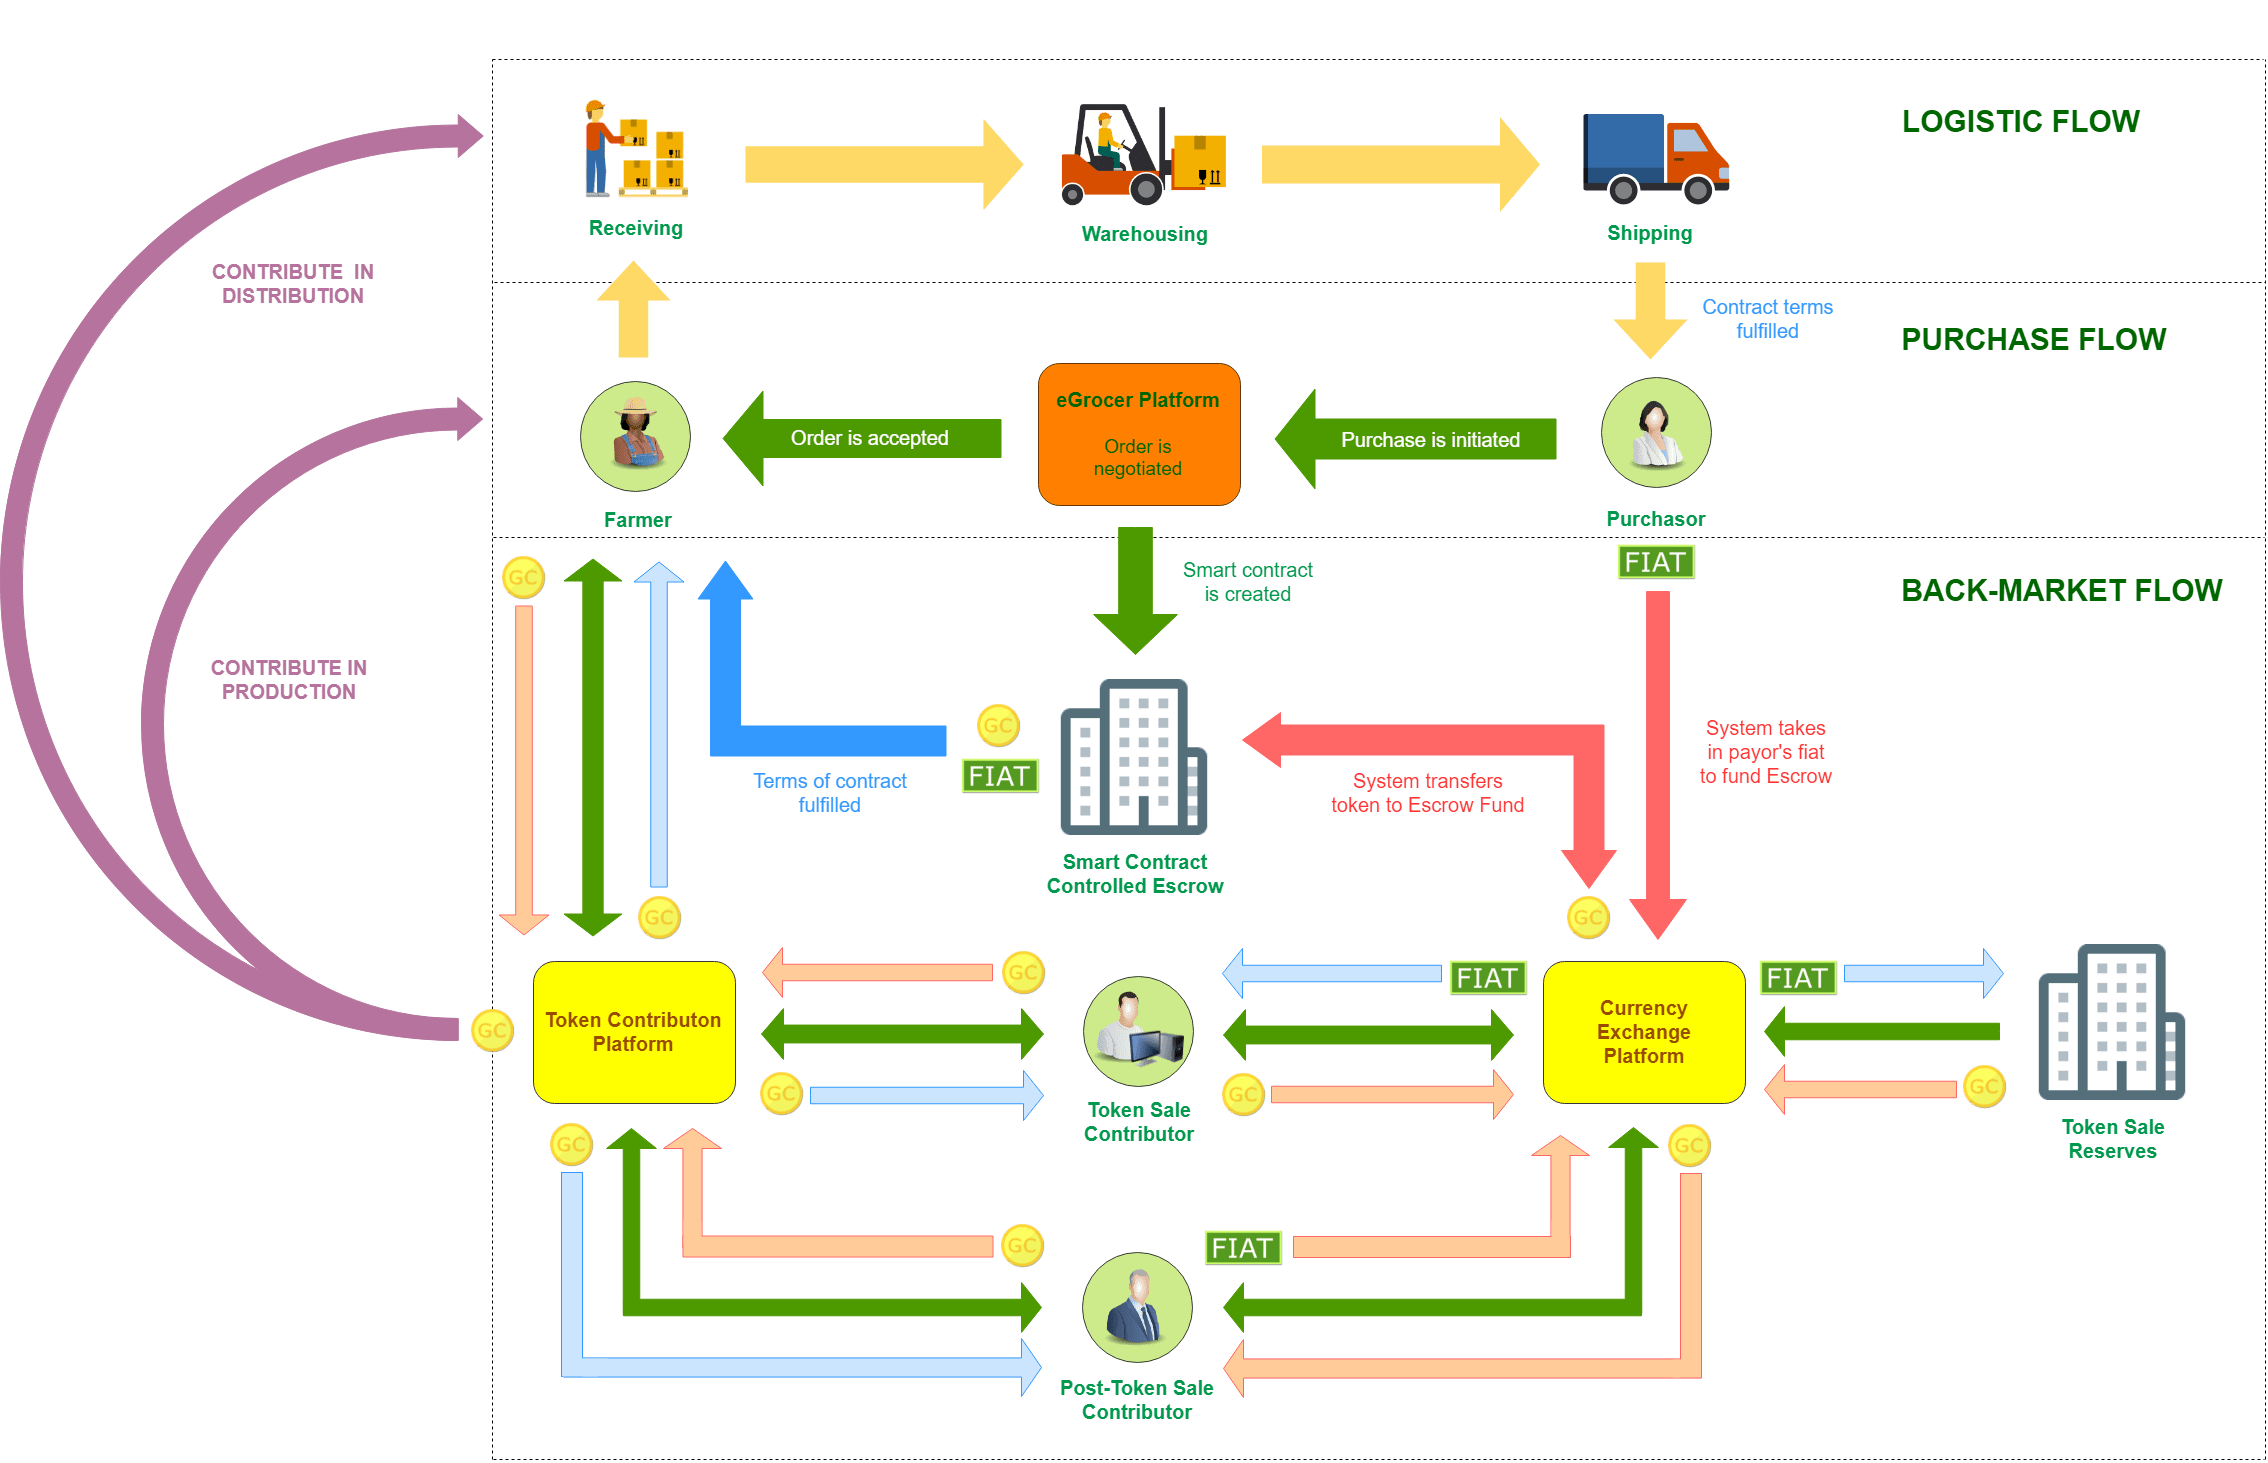 LOGISTIC FLOW
Receiving
Warehousing
Shipping
CONTRIBUTE IN
DISTRIBUTION
Contract terms
fulfilled
PURCHASE FLOW
eGrocer Platform
Order is
negotiated
Order is accepted
Purchase is initiated
Farmer
Purchasor
CONTRIBUTE IN
PRODUCTION
GC
Smart contract
is created
FIAT
BACK-MARKET FLOW
GC
FIAT
Terms of contract
fulfilled
System transfers
token to Escrow Fund
System takes
in payor's fiat
to fund Escrow
Smart Contract
Controlled Escrow
GC
GC
GC
FIAT
FIAT
GC
Token Contributon
Platform
Currency
Exchange
Platform
GC
GC
GC
Token Sale
Contributor
Token Sale
Reserves
GC
GC
GC
FIAT
Post-Token Sale
Contributor